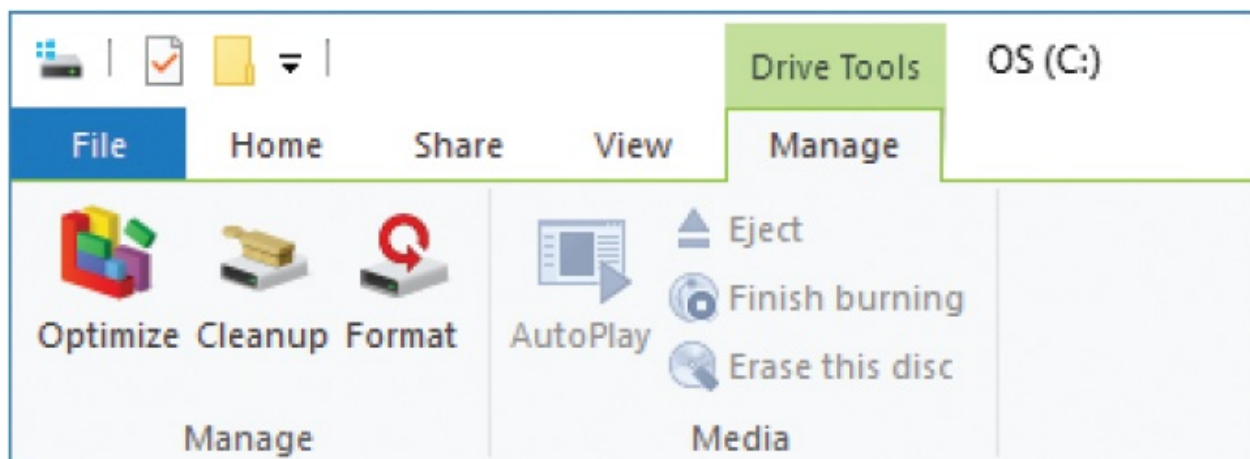 Drive Tools OS (C:)
File Home Share View Manage
Optimize Cleanup Format AutoPlay
Eject
Finish burning
Erase this disc
Manage Media